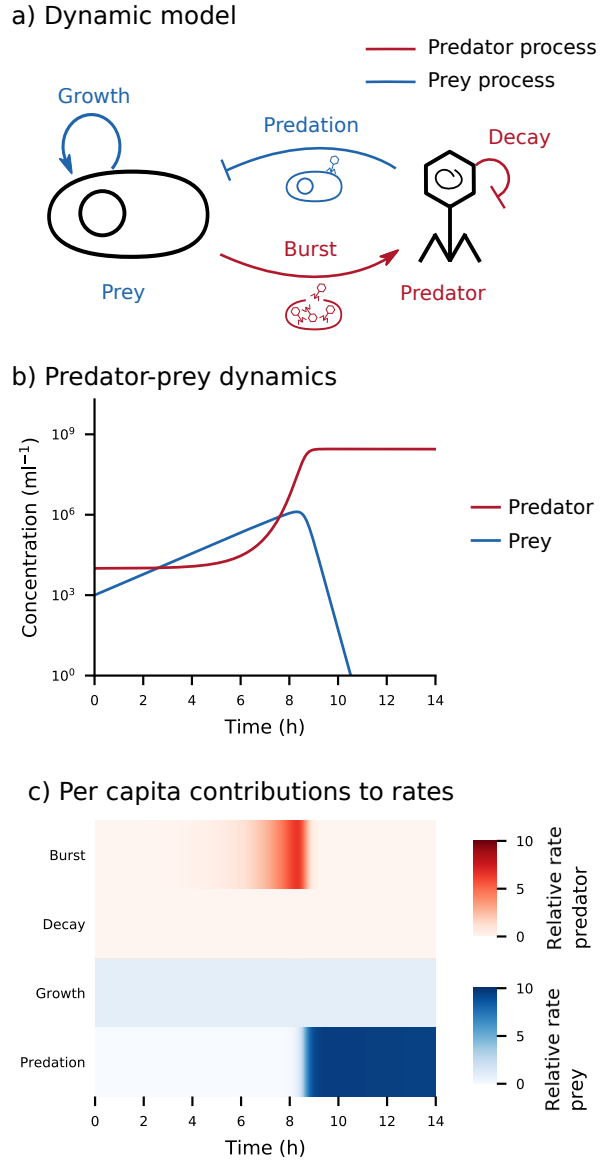 a) Dynamic model
Predator process
Prey process
Growth
Predation
Decay
Burst
Prey
Predator
b) Predator-prey dynamics
Concentration (ml⁻¹)
10⁹
10⁶
10³
10⁰
0 2 4 6 8 10 12 14
Time (h)
Predator
Prey
c) Per capita contributions to rates
Burst
Decay
Growth
Predation
0 2 4 6 8 10 12 14
Time (h)
10
5
0
Relative rate
predator
10
5
0
Relative rate
prey